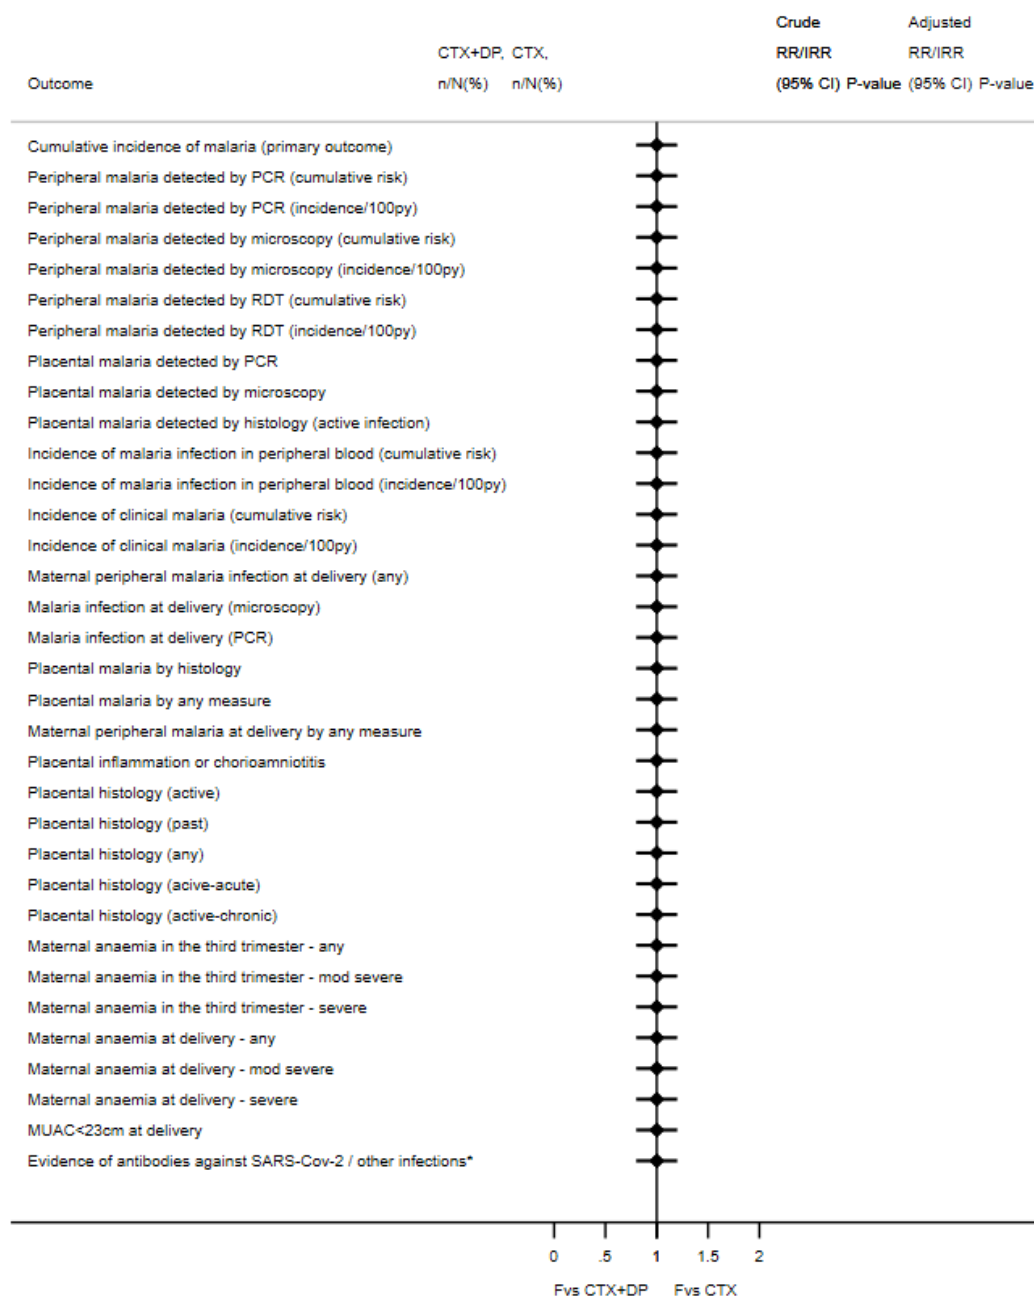 Crude Adjusted
CTX+DP, CTX, RR/IRR RR/IRR
Outcome n/N(%) n/N(%) (95% CI) P-value (95% CI) P-value
Cumulative incidence of malaria (primary outcome)
Peripheral malaria detected by PCR (cumulative risk)
Peripheral malaria detected by PCR (incidence/100py)
Peripheral malaria detected by microscopy (cumulative risk)
Peripheral malaria detected by microscopy (incidence/100py)
Peripheral malaria detected by RDT (cumulative risk)
Peripheral malaria detected by RDT (incidence/100py)
Placental malaria detected by PCR
Placental malaria detected by microscopy
Placental malaria detected by histology (active infection)
Incidence of malaria infection in peripheral blood (cumulative risk)
Incidence of malaria infection in peripheral blood (incidence/100py)
Incidence of clinical malaria (cumulative risk)
Incidence of clinical malaria (incidence/100py)
Maternal peripheral malaria infection at delivery (any)
Malaria infection at delivery (microscopy)
Malaria infection at delivery (PCR)
Placental malaria by histology
Placental malaria by any measure
Maternal peripheral malaria at delivery by any measure
Placental inflammation or chorioamniotitis
Placental histology (active)
Placental histology (past)
Placental histology (any)
Placental histology (acive-acute)
Placental histology (active-chronic)
Maternal anaemia in the third trimester - any
Maternal anaemia in the third trimester - mod severe
Maternal anaemia in the third trimester - severe
Maternal anaemia at delivery - any
Maternal anaemia at delivery - mod severe
Maternal anaemia at delivery - severe
MUAC<23cm at delivery
Evidence of antibodies against SARS-Cov-2 / other infections*
0 .5 1 1.5 2
Fvs CTX+DP Fvs CTX